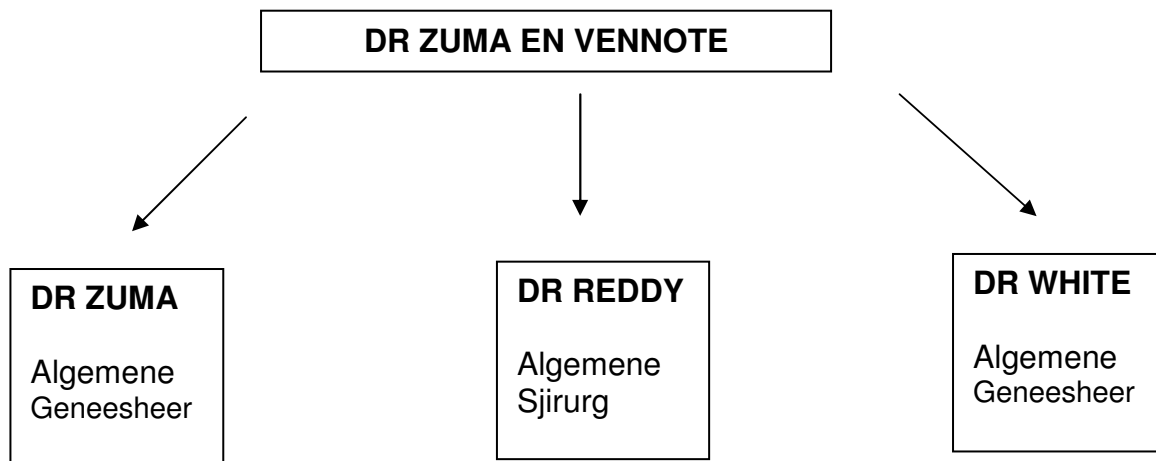 DR ZUMA EN VENNOTE
DR ZUMA
Algemene
Geneesheer
DR REDDY
Algemene
Sjirurg
DR WHITE
Algemene
Geneesheer